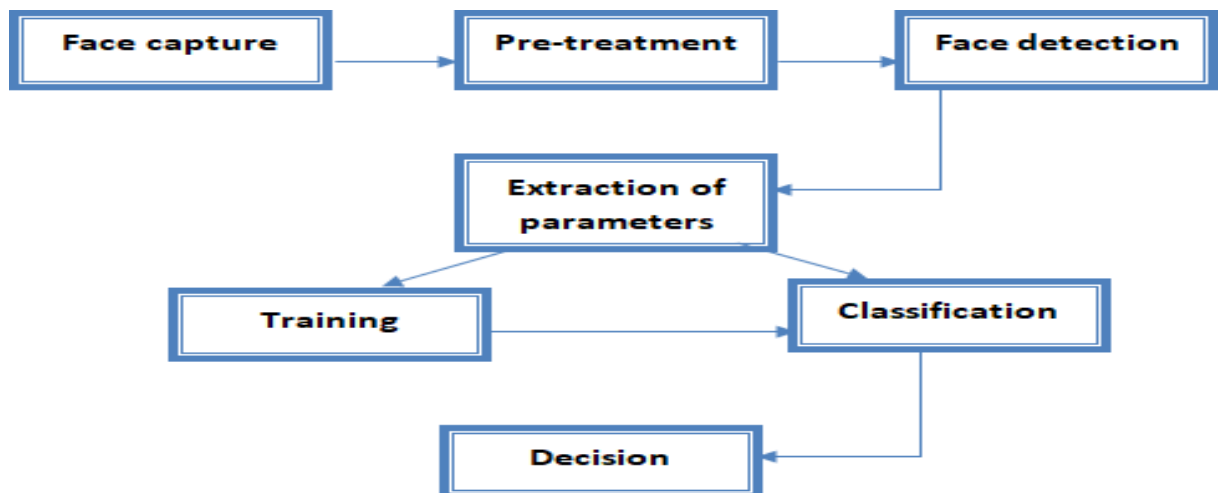 Face capture
Pre-treatment
Face detection
Extraction of
parameters
Training
Classification
Decision